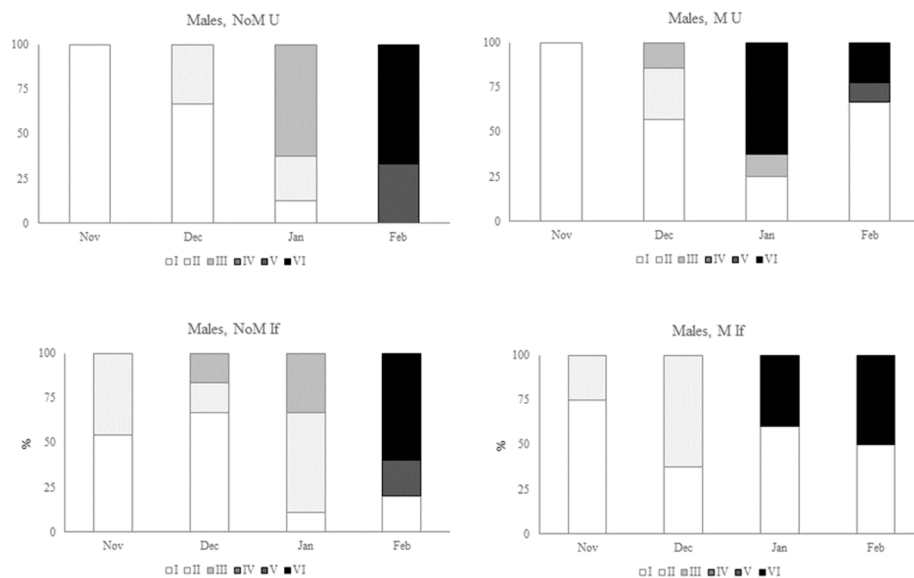 Males, NoM U
100
75
50
25
0
Nov Dec Jan Feb
I II III IV V VI
Males, M U
100
75
50
25
0
Nov Dec Jan Feb
I II III IV V VI
Males, NoM If
%
100
75
50
25
0
Nov Dec Jan Feb
I II III IV V VI
Males, M If
%
100
75
50
25
0
Nov Dec Jan Feb
I II III IV V VI